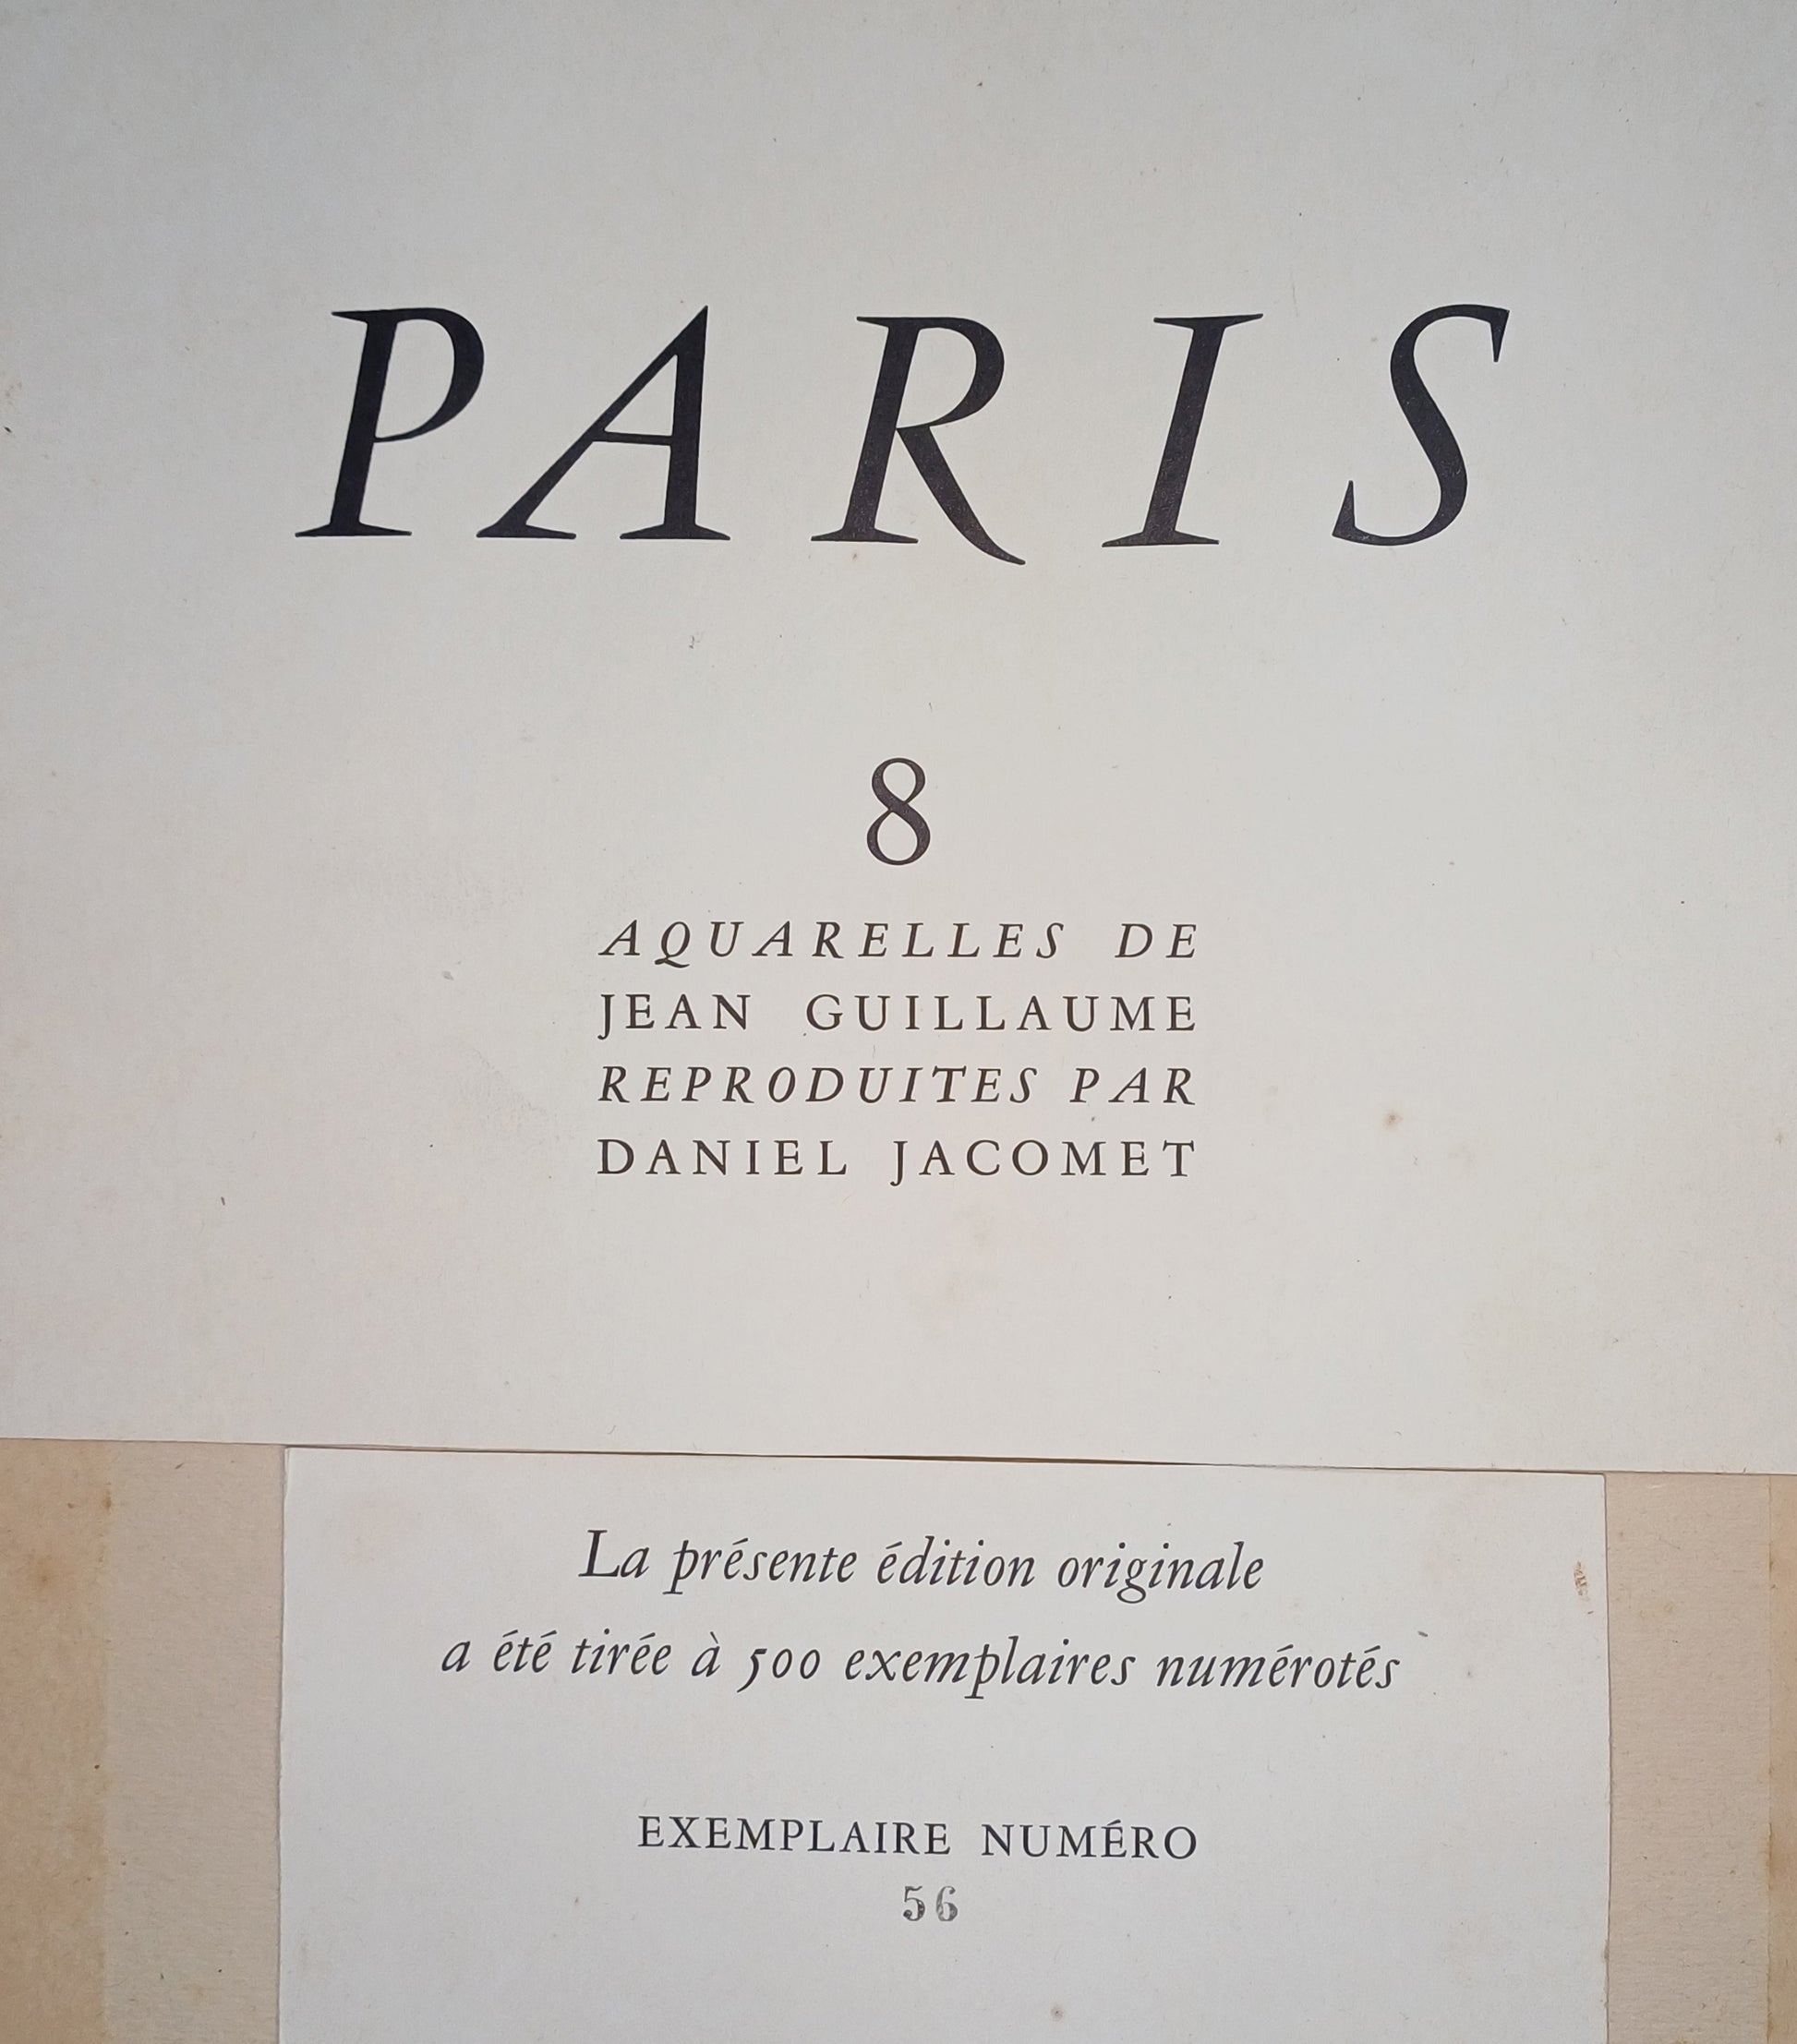 PARIS
8
AQUARELLES DE
JEAN GUILLAUME
REPRODUITES PAR
DANIEL JACOMET
La présente édition originale
a été tirée à 500 exemplaires numérotés
EXEMPLAIRE NUMÉRO
56